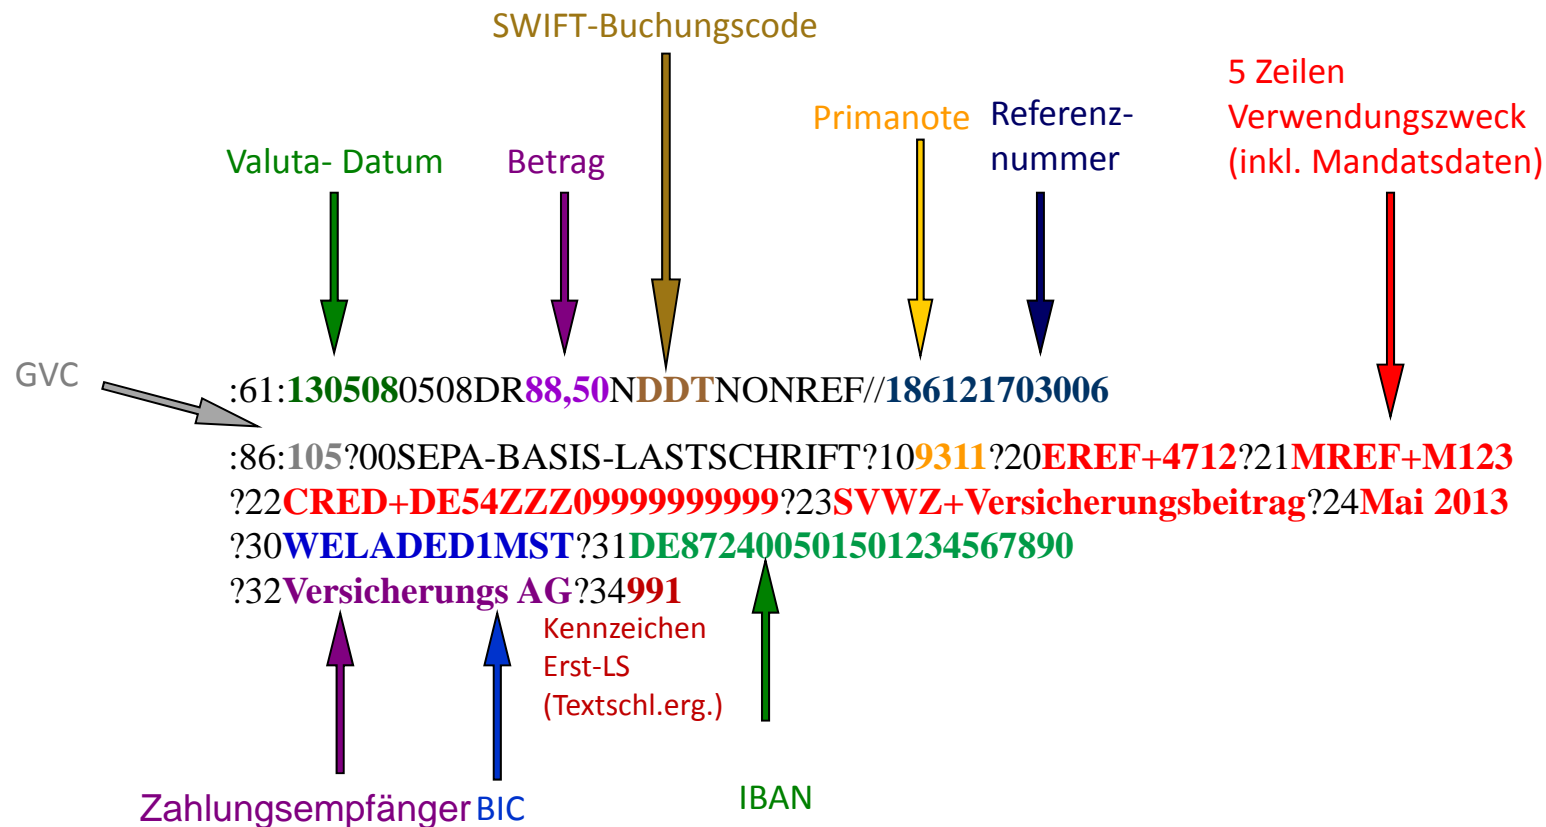 SWIFT-Buchungscode
5 Zeilen
Verwendungszweck
(inkl. Mandatsdaten)
Primanote
Referenz-
nummer
Valuta- Datum
Betrag
GVC
:61:1305080508DR88,50NDDTNONREF//186121703006
:86:105?00SEPA-BASIS-LASTSCHRIFT?109311?20EREF+4712?21MREF+M123
?22CRED+DE54ZZZ09999999999?23SVWZ+Versicherungsbeitrag?24Mai 2013
?30WELADED1MST?31DE872400501501234567890
?32Versicherungs AG?34991
Kennzeichen
Erst-LS
(Textschl.erg.)
Zahlungsempfänger
BIC
IBAN